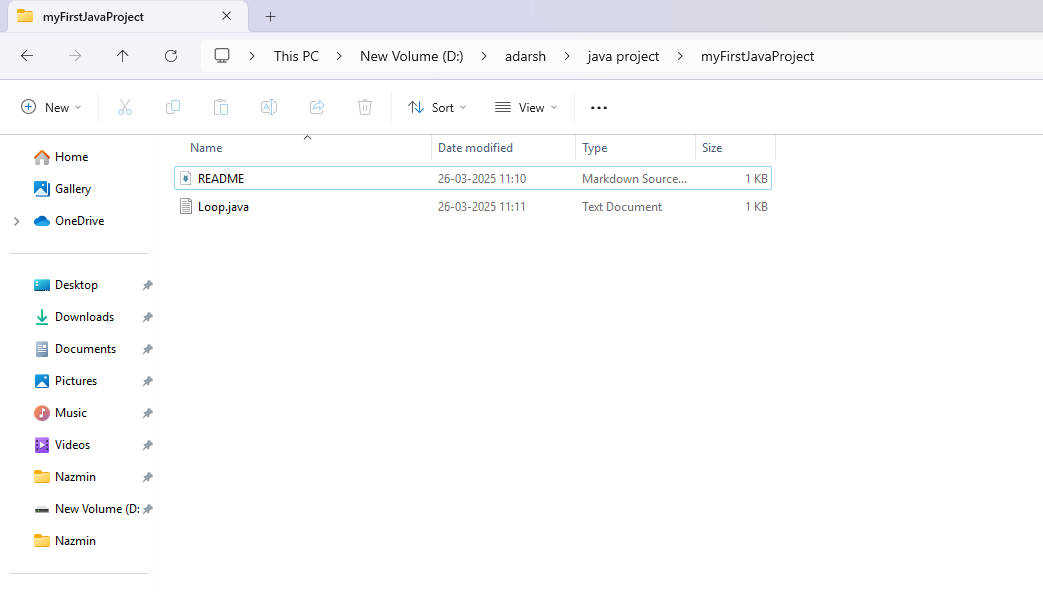 myFirstJavaProject
This PC > New Volume (D:) > adarsh > java project > myFirstJavaProject
New Sort View
Name Date modified Type Size
README 26-03-2025 11:10 Markdown Source... 1 KB
Loop.java 26-03-2025 11:11 Text Document 1 KB
Home
Gallery
OneDrive
Desktop
Downloads
Documents
Pictures
Music
Videos
Nazmin
New Volume (D:
Nazmin